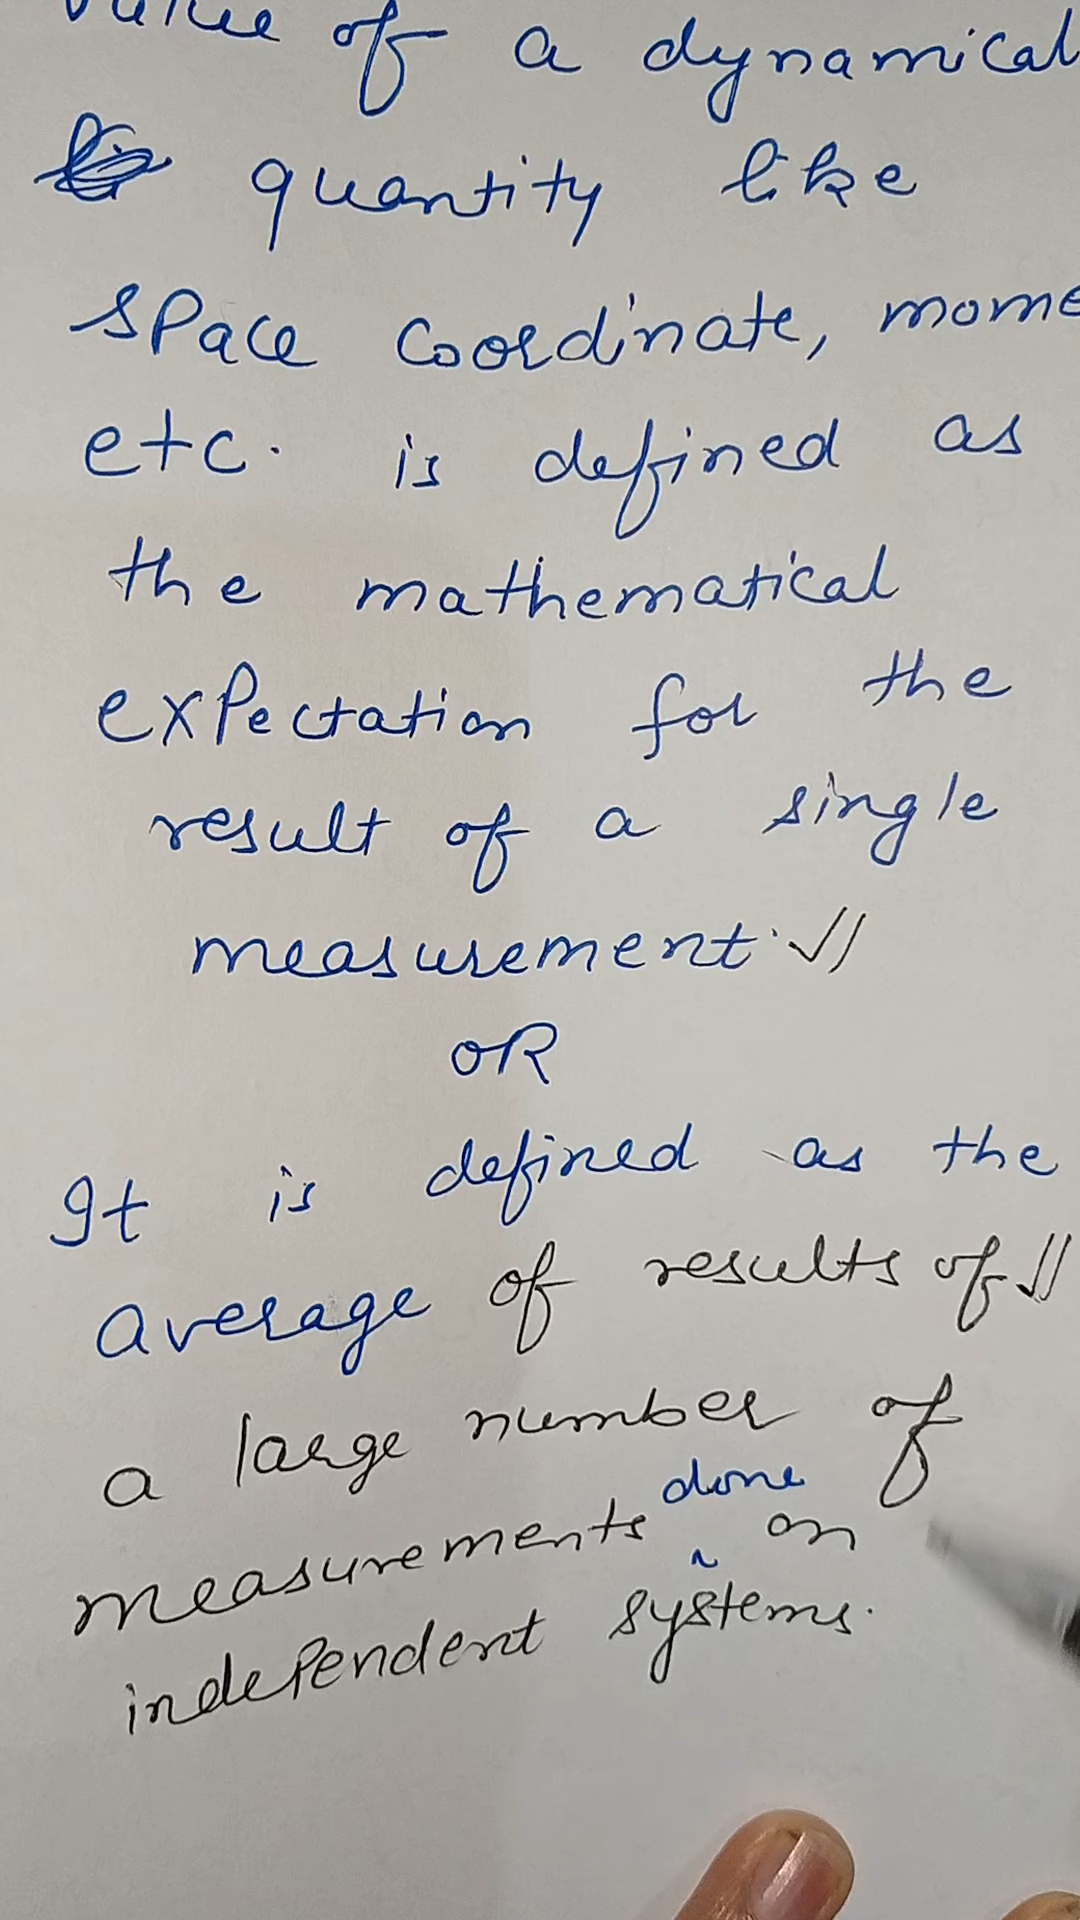 value of a dynamical
quantity like
space coordinate, mome
etc. is defined as
the mathematical
expectation for the
result of a single
measurement.
OR
It is defined as the
average of results of
a large number of
measurements done on
independent systems.